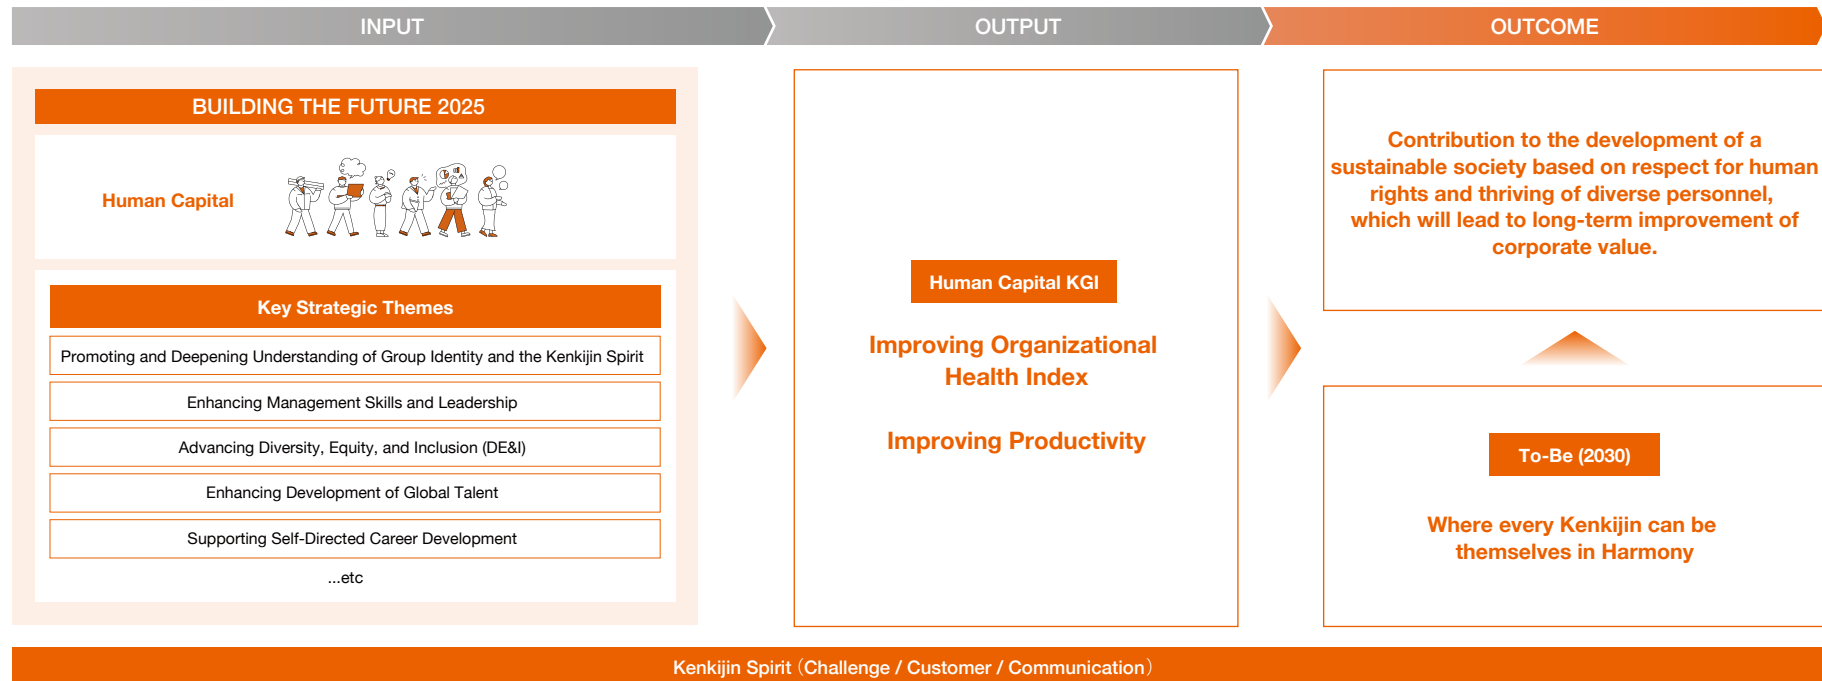 INPUT
OUTPUT
OUTCOME
BUILDING THE FUTURE 2025
Human Capital
Key Strategic Themes
Promoting and Deepening Understanding of Group Identity and the Kenkijin Spirit
Enhancing Management Skills and Leadership
Advancing Diversity, Equity, and Inclusion (DE&I)
Enhancing Development of Global Talent
Supporting Self-Directed Career Development
...etc
Human Capital KGI
Improving Organizational
Health Index
Improving Productivity
Contribution to the development of a
sustainable society based on respect for human
rights and thriving of diverse personnel,
which will lead to long-term improvement of
corporate value.
To-Be (2030)
Where every Kenkijin can be
themselves in Harmony
Kenkijin Spirit（Challenge / Customer / Communication）